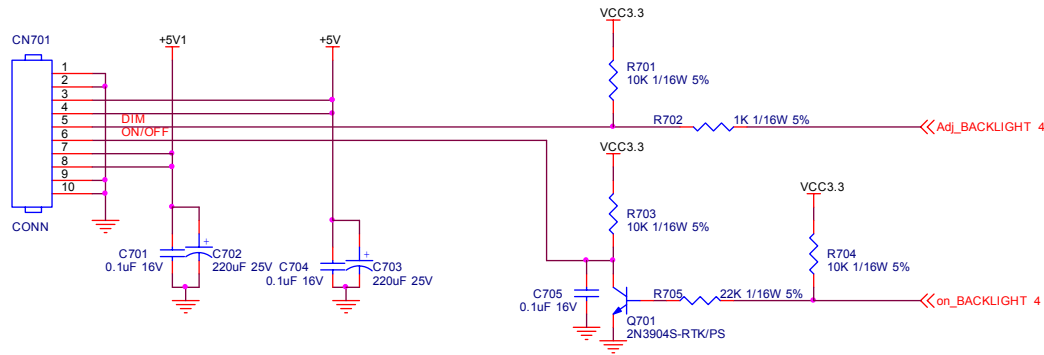 VCC3.3
CN701
+5V1
+5V
1
2
3
4
5
6
7
8
9
10
DIM
ON/OFF
CONN
R701
10K 1/16W 5%
R702
1K 1/16W 5%
Adj_BACKLIGHT 4
VCC3.3
R703
10K 1/16W 5%
VCC3.3
R704
10K 1/16W 5%
C701
0.1uF 16V
C702
220uF 25V
C704
0.1uF 16V
C703
220uF 25V
C705
0.1uF 16V
R705
22K 1/16W 5%
on_BACKLIGHT 4
Q701
2N3904S-RTK/PS